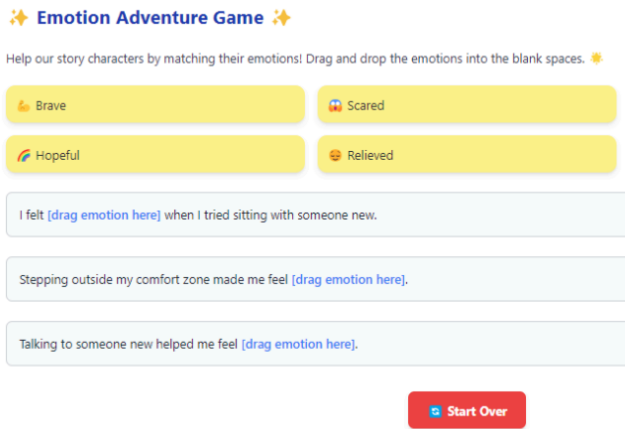 ✨ Emotion Adventure Game ✨
Help our story characters by matching their emotions! Drag and drop the emotions into the blank spaces. 🌟
💪 Brave
😱 Scared
🌈 Hopeful
😌 Relieved
I felt [drag emotion here] when I tried sitting with someone new.
Stepping outside my comfort zone made me feel [drag emotion here].
Talking to someone new helped me feel [drag emotion here].
🔄 Start Over